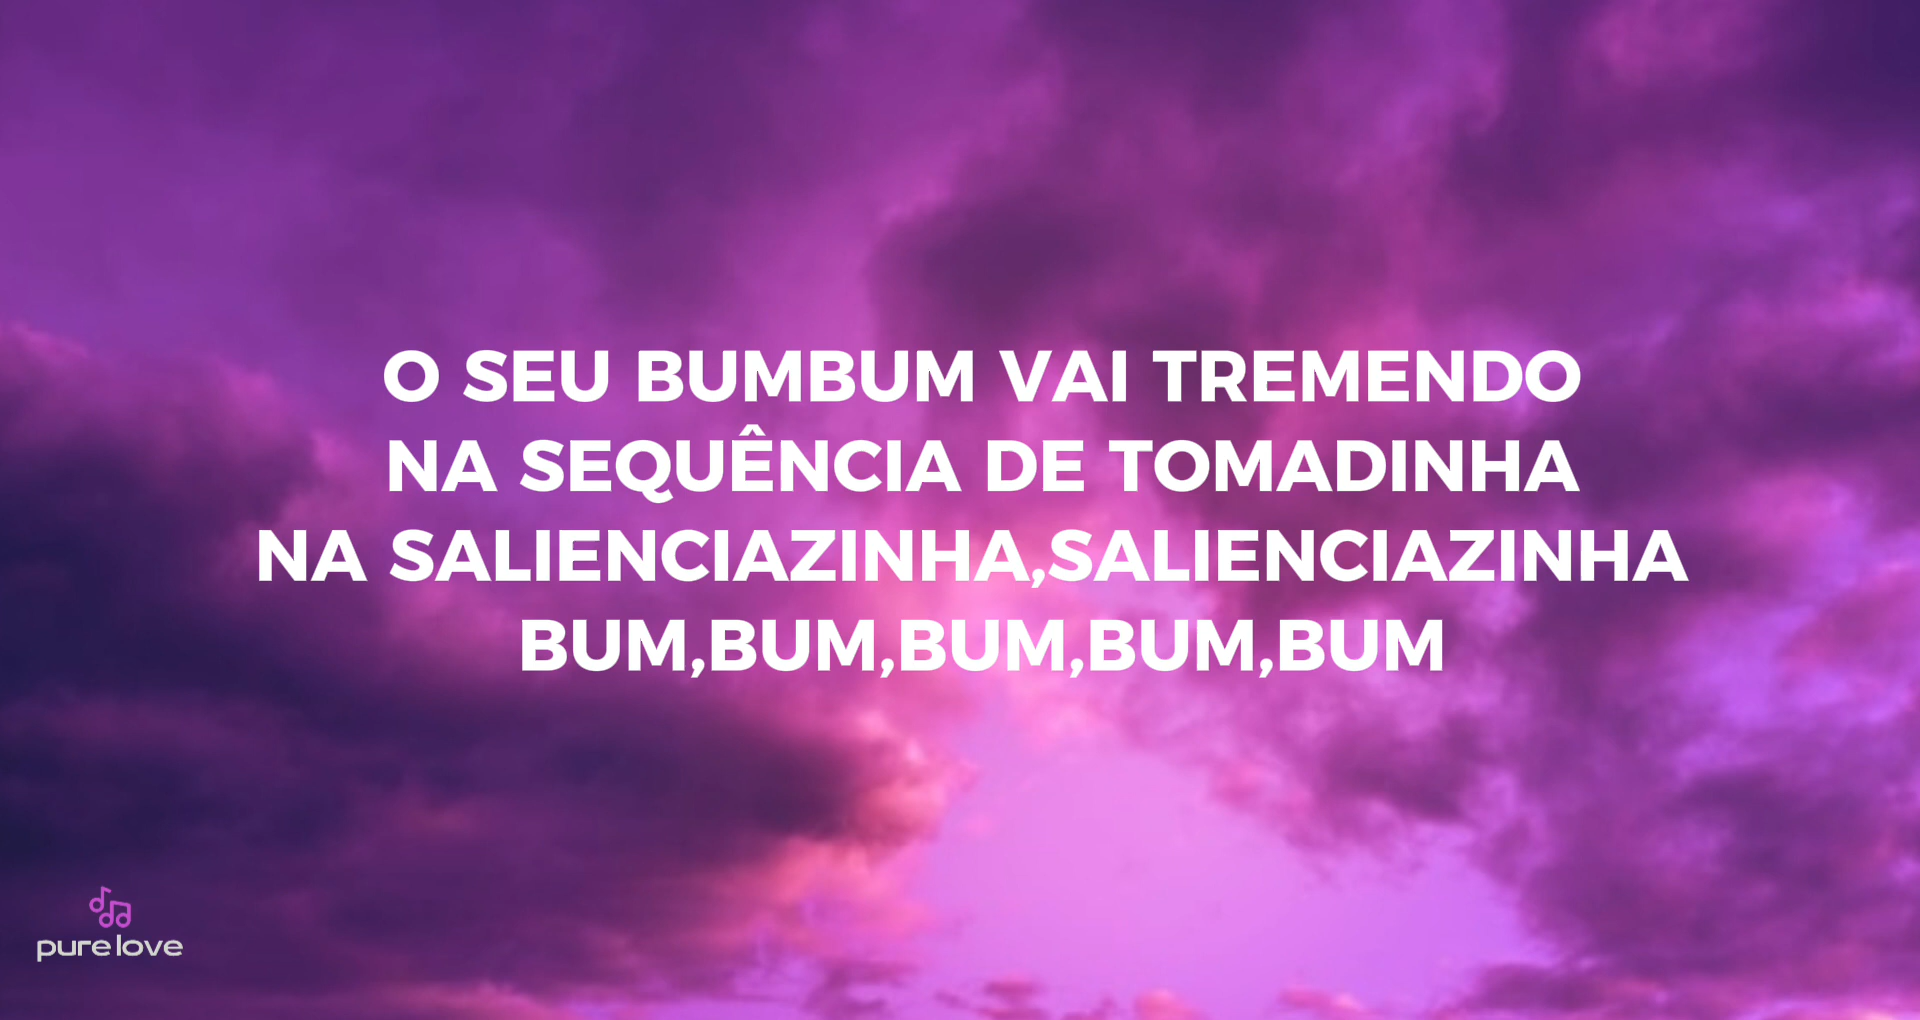 O SEU BUMBUM VAI TREMENDO
NA SEQUÊNCIA DE TOMADINHA
NA SALIENCIAZINHA,SALIENCIAZINHA
BUM,BUM,BUM,BUM,BUM
pure love